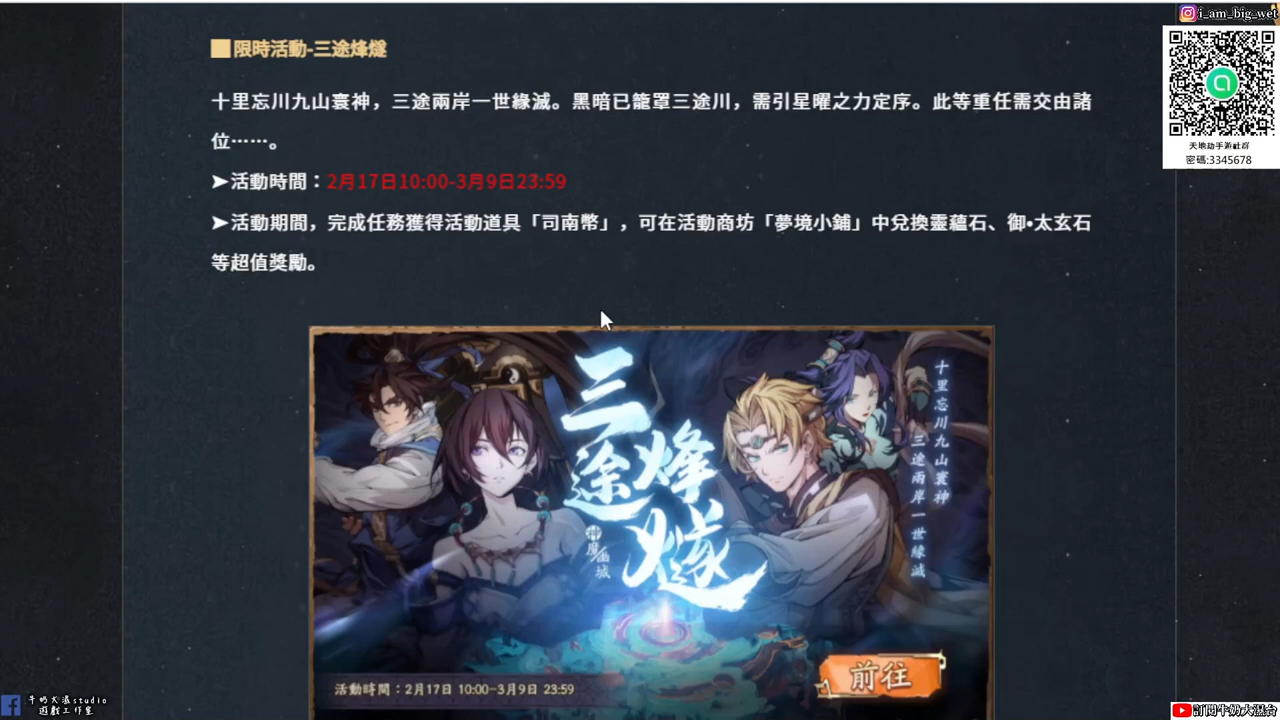 i_am_big_wet
■限時活動-三途烽燧
十里忘川九山寰神，三途兩岸一世緣滅。黑暗已籠罩三途川，需引星曜之力定序。此等重任需交由諸
位……。
➤活動時間：2月17日10:00-3月9日23:59
➤活動期間，完成任務獲得活動道具「司南幣」，可在活動商坊「夢境小鋪」中兌換靈蘊石、御•太玄石
等超值獎勵。
天地劫手遊社群
密碼:3345678
三途烽燧
十里忘川九山寰神
三途兩岸一世緣滅
活動時間：2月17日 10:00-3月9日 23:59
前往
牛奶大濕studio
遊戲工作室
訂閱牛奶大濕台